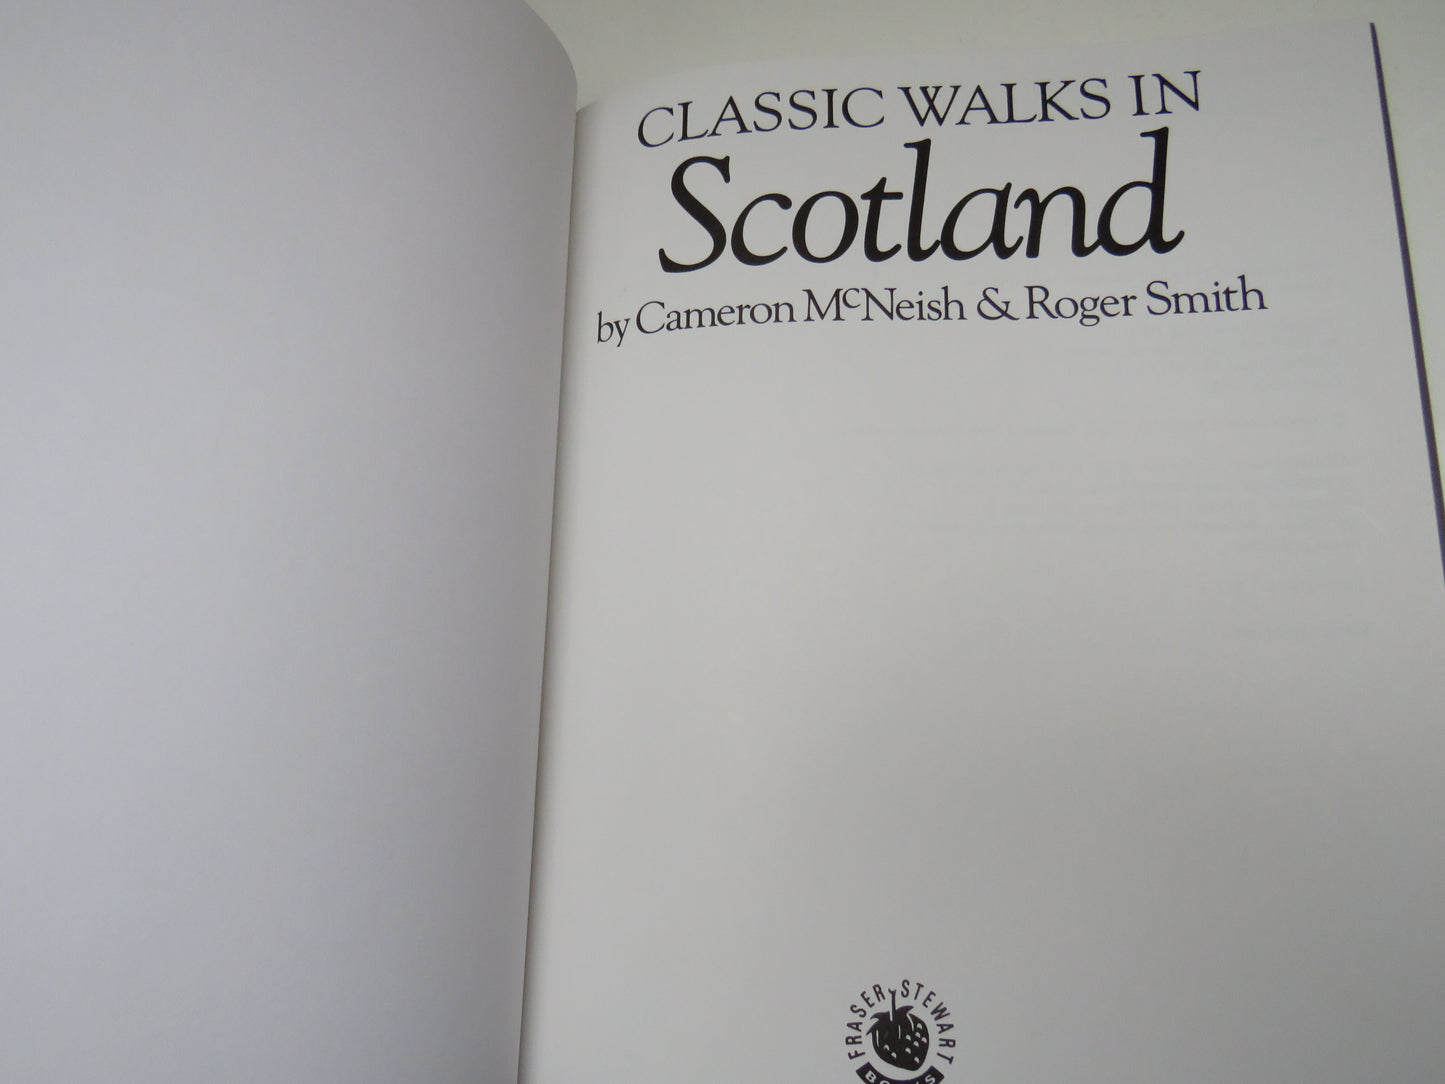 CLASSIC WALKS IN
Scotland
by Cameron McNeish & Roger Smith
FRASER STEWART
BOOKS